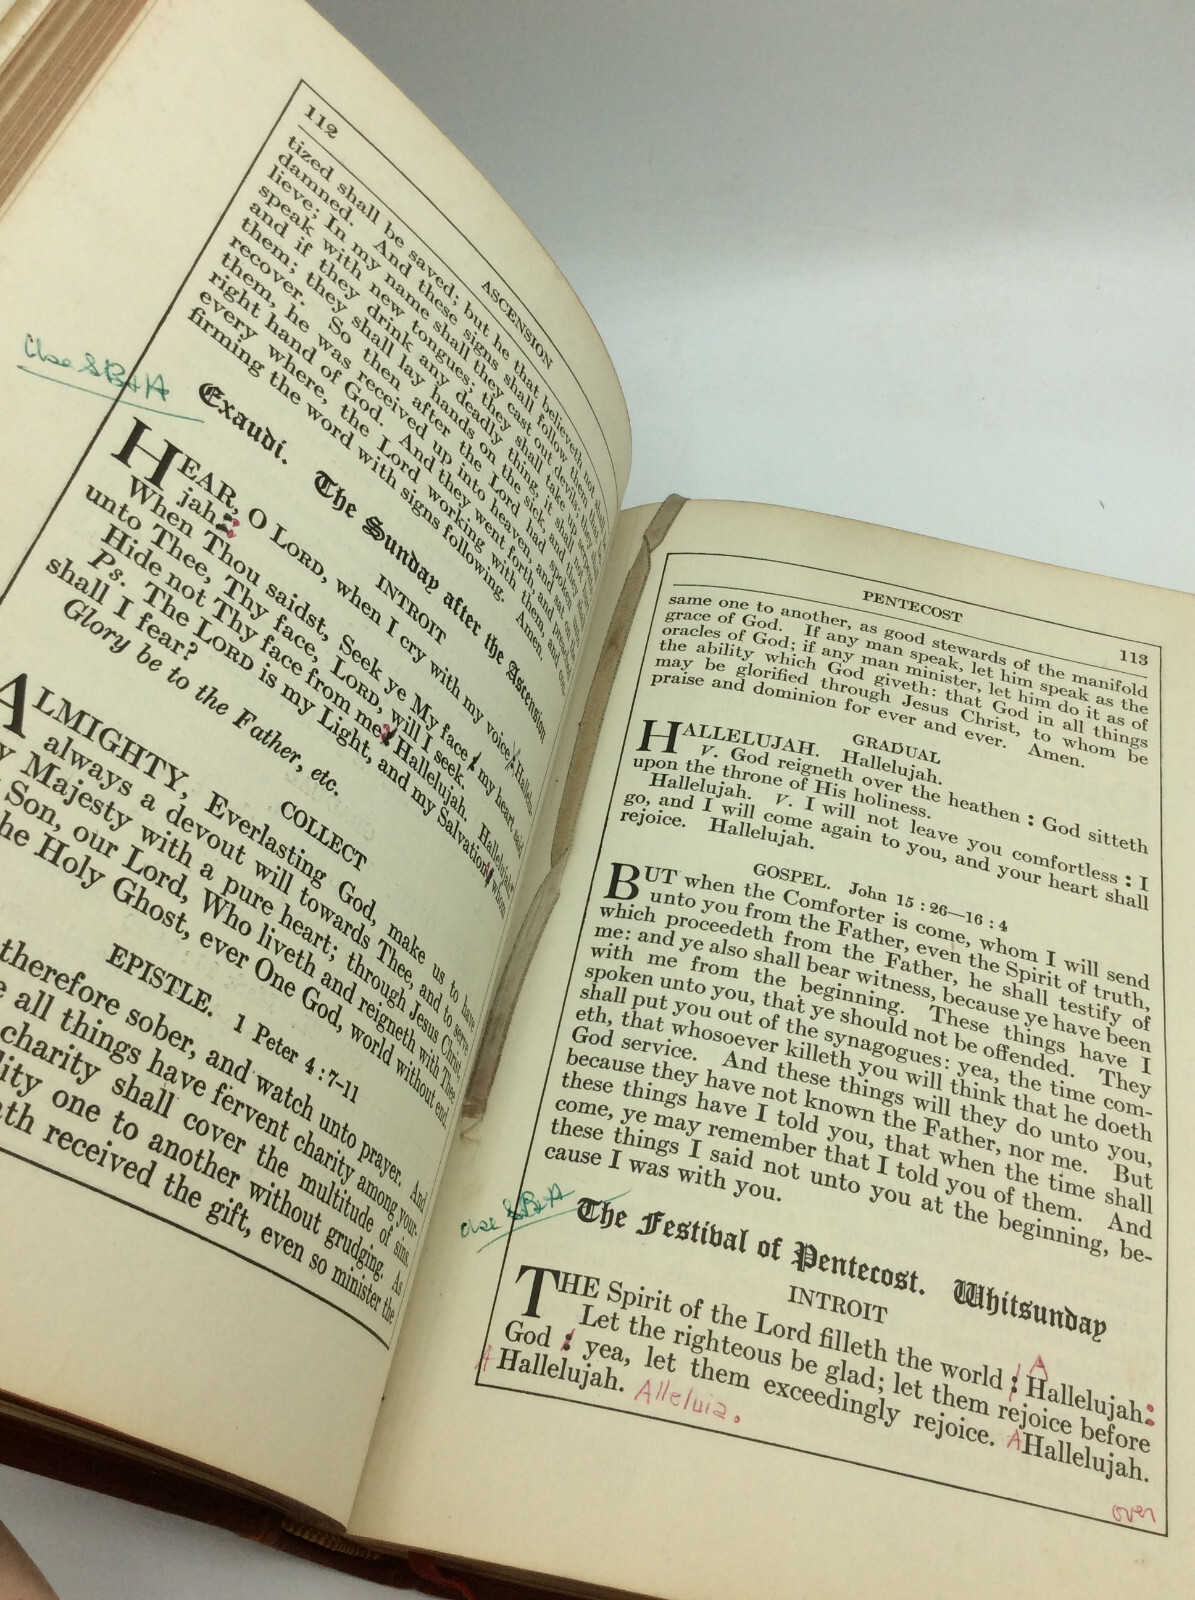 112
ASCENSION
tized shall be saved; but he that believeth not shall
damned. And these signs shall follow them that
lieve; In my name shall they cast out devils; they
speak with new tongues; they shall take up
and if they drink any deadly thing, it shall
them; they shall lay hands on the sick, and they
recover. So then after the Lord had spoken
them, he was received up into heaven, and sat on
right hand of God. And they went forth, and
every where, the Lord working with them, and
firming the word with signs following. Amen.
Exaudi. The Sunday after the Ascension
INTROIT
HEAR, O LORD, when I cry with my voice
jah
When Thou saidst, Seek ye My face my heart said
unto Thee, Thy face, LORD, will I seek.
Hide not Thy face from me Hallelujah. Hallelujah
Ps. The LORD is my Light, and my Salvation whom
shall I fear?
Glory be to the Father, etc.
COLLECT
ALMIGHTY, Everlasting God, make us to have
always a devout will towards Thee, and to serve
Majesty with a pure heart; through Jesus Christ,
Son, our Lord, Who liveth and reigneth with Thee
the Holy Ghost, ever One God, world without end.
EPISTLE. 1 Peter 4 : 7-11
therefore sober, and watch unto prayer. And
all things have fervent charity among your-
charity shall cover the multitude of sins.
one to another without grudging. As
received the gift, even so minister the
PENTECOST
113
same one to another, as good stewards of the manifold
grace of God. If any man speak, let him speak as the
oracles of God; if any man minister, let him do it as of
the ability which God giveth: that God in all things
may be glorified through Jesus Christ, to whom be
praise and dominion for ever and ever. Amen.
GRADUAL
HALLELUJAH. Hallelujah.
V. God reigneth over the heathen : God sitteth
upon the throne of His holiness.
Hallelujah. V. I will not leave you comfortless : I
go, and I will come again to you, and your heart shall
rejoice. Hallelujah.
GOSPEL. John 15 : 26—16 : 4
BUT when the Comforter is come, whom I will send
unto you from the Father, even the Spirit of truth,
which proceedeth from the Father, he shall testify of
me: and ye also shall bear witness, because ye have been
with me from the beginning. These things have I
spoken unto you, that ye should not be offended. They
shall put you out of the synagogues: yea, the time com-
eth, that whosoever killeth you will think that he doeth
God service. And these things will they do unto you,
because they have not known the Father, nor me. But
these things have I told you, that when the time shall
come, ye may remember that I told you of them. And
these things I said not unto you at the beginning, be-
cause I was with you.
The Festival of Pentecost. Whitsunday
INTROIT
THE Spirit of the Lord filleth the world : A Hallelujah:
Let the righteous be glad; let them rejoice before
God : yea, let them exceedingly rejoice. A Hallelujah.
A Hallelujah. Alleluia.
over